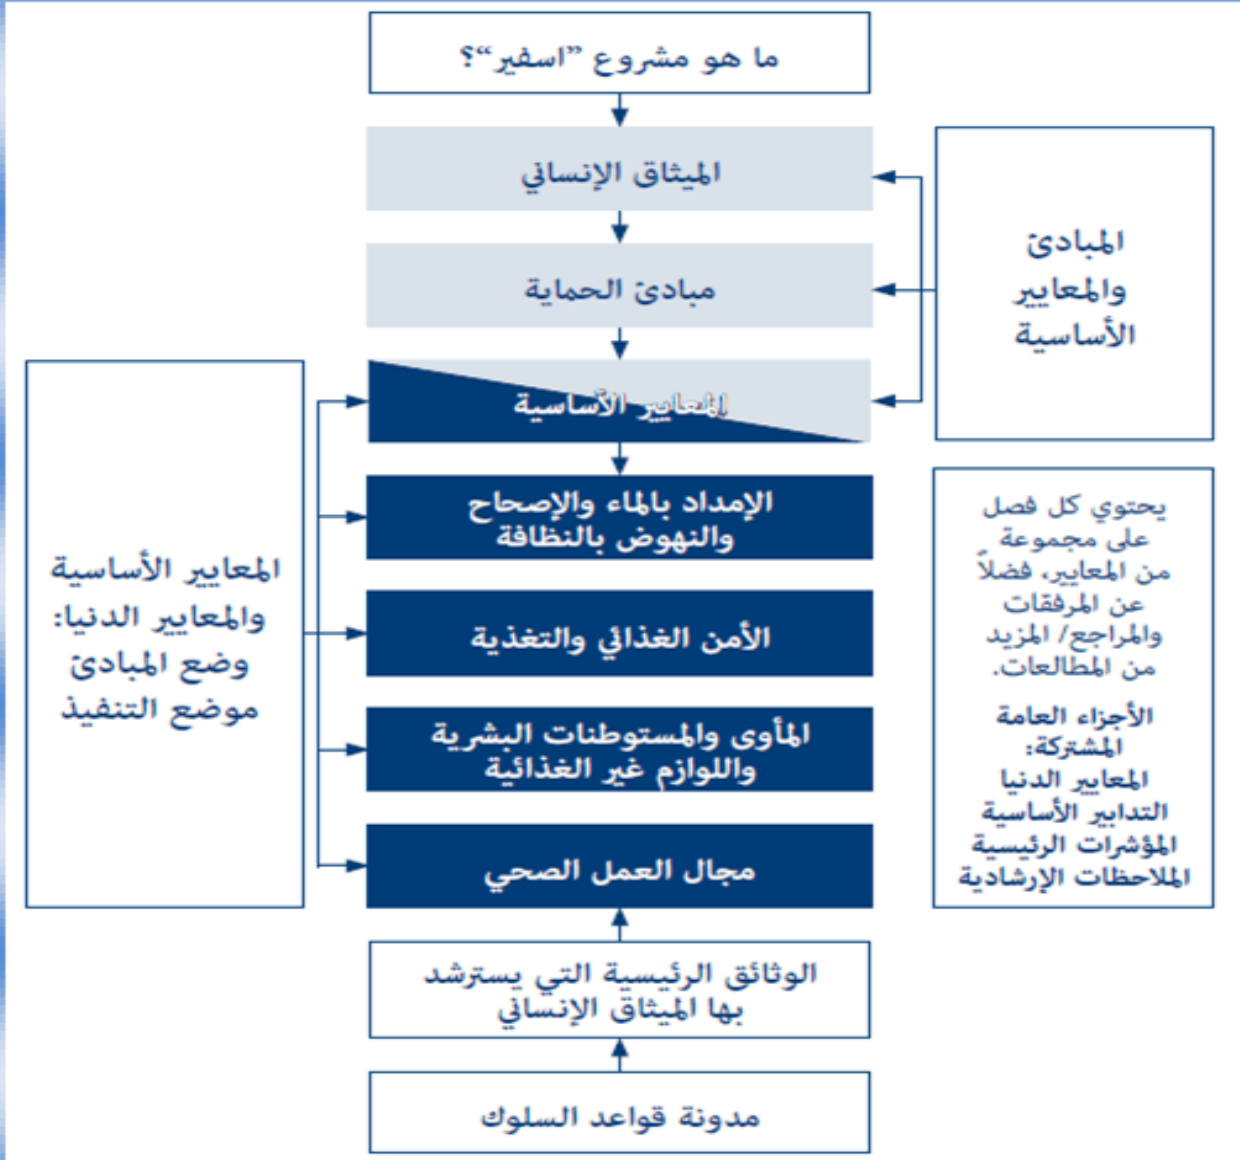 ما هو مشروع ”اسفير“؟
الميثاق الإنساني
مبادئ الحماية
المعايير الأساسية
الإمداد بالماء والإصحاح
والنهوض بالنظافة
الأمن الغذائي والتغذية
المأوى والمستوطنات البشرية
واللوازم غير الغذائية
مجال العمل الصحي
الوثائق الرئيسية التي يسترشد
بها الميثاق الإنساني
مدونة قواعد السلوك
المبادئ
والمعايير
الأساسية
يحتوي كل فصل
على مجموعة
من المعايير، فضلاً
عن المرفقات
والمراجع/ المزيد
من المطالعات.
الأجزاء العامة
المشتركة:
المعايير الدنيا
التدابير الأساسية
المؤشرات الرئيسية
الملاحظات الإرشادية
المعايير الأساسية
والمعايير الدنيا:
وضع المبادئ
موضع التنفيذ